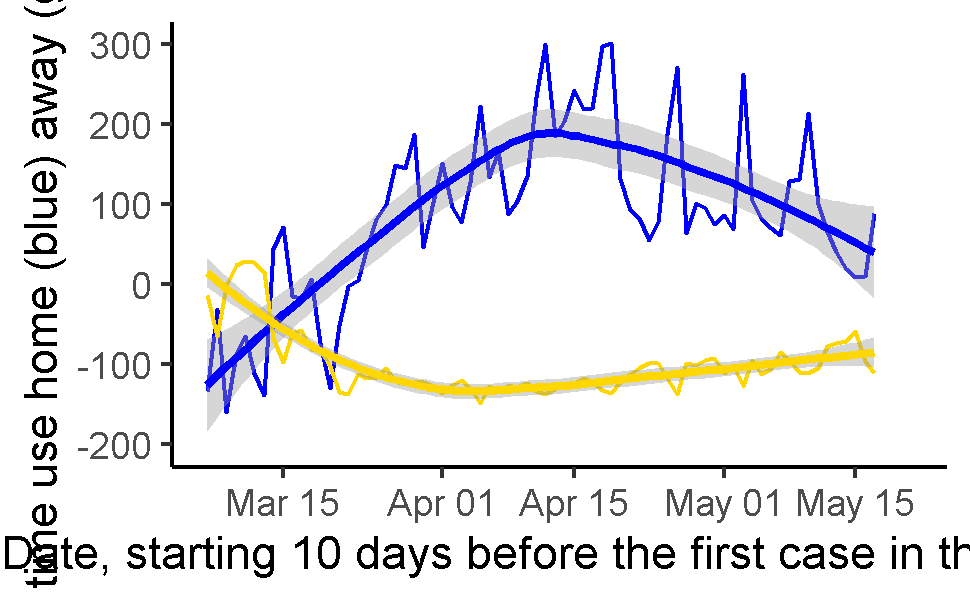 time use home (blue) away (
300
200
100
0
-100
-200
Mar 15 Apr 01 Apr 15 May 01 May 15
Date, starting 10 days before the first case in th